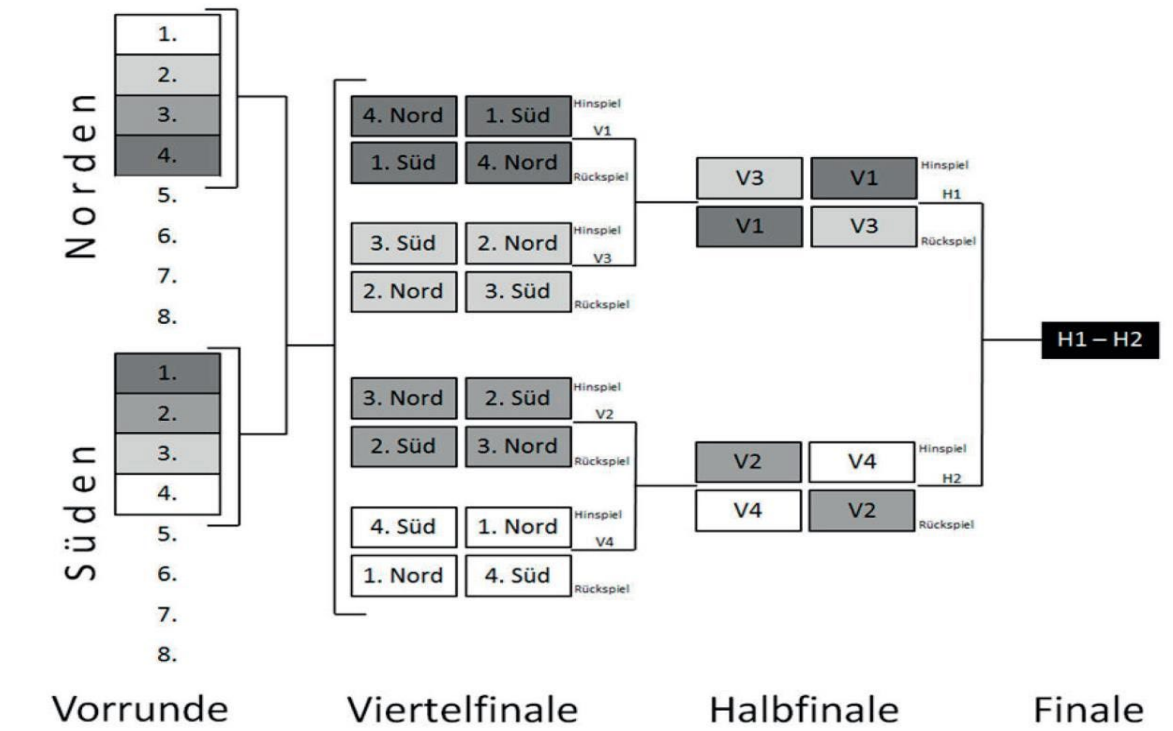 Norden
1.
2.
3.
4.
5.
6.
7.
8.
Süden
1.
2.
3.
4.
5.
6.
7.
8.
4. Nord 1. Süd Hinspiel
V1
1. Süd 4. Nord Rückspiel
3. Süd 2. Nord Hinspiel
V3
2. Nord 3. Süd Rückspiel
3. Nord 2. Süd Hinspiel
V2
2. Süd 3. Nord Rückspiel
4. Süd 1. Nord Hinspiel
V4
1. Nord 4. Süd Rückspiel
V3 V1 Hinspiel
H1
V1 V3 Rückspiel
V2 V4 Hinspiel
H2
V4 V2 Rückspiel
H1 – H2
Vorrunde Viertelfinale Halbfinale Finale